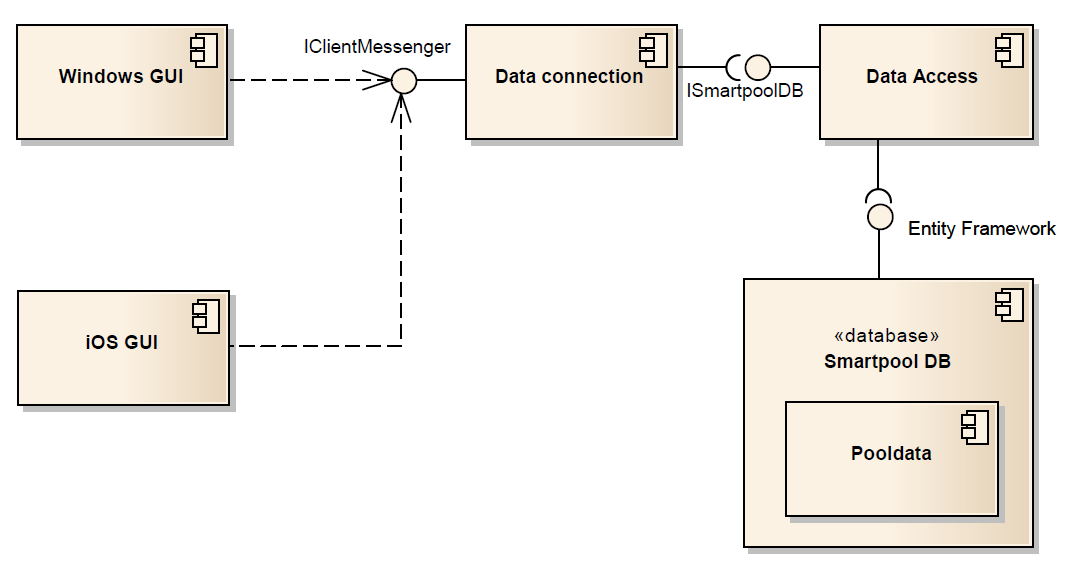 IClientMessenger
Windows GUI
Data connection
ISmartpoolDB
Data Access
Entity Framework
iOS GUI
«database»
Smartpool DB
Pooldata